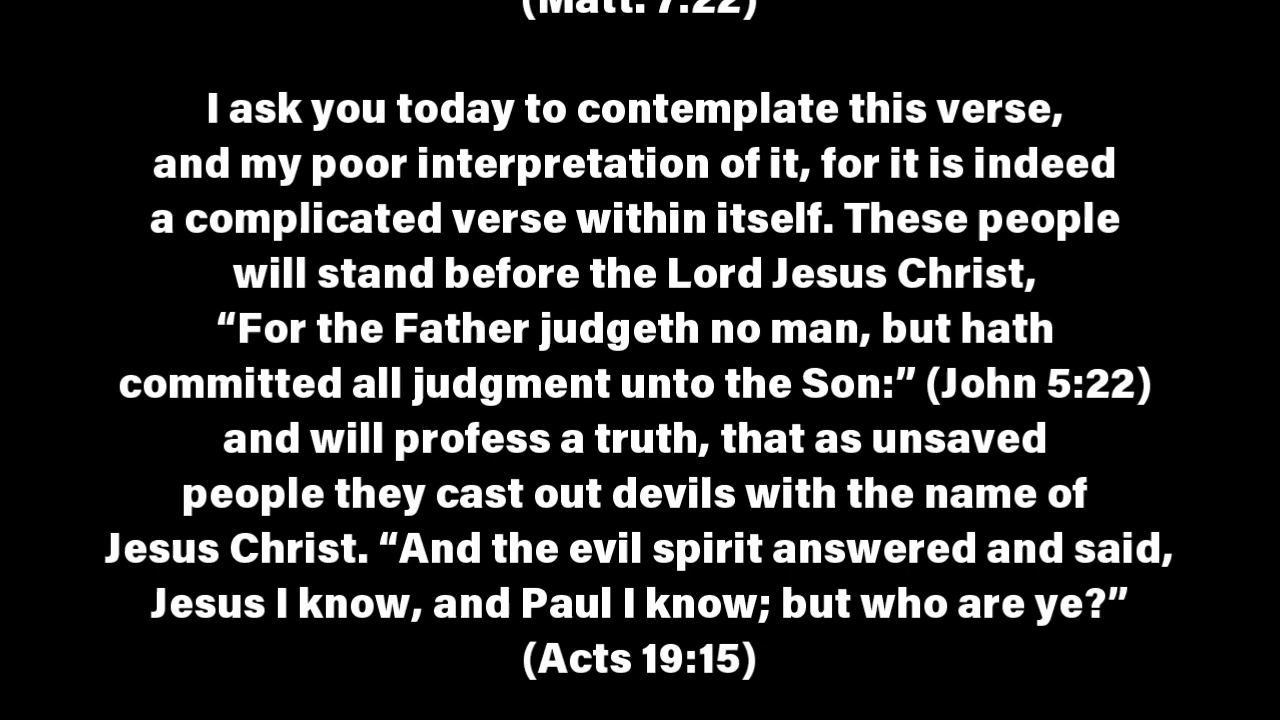 (Matt. 7:22)
I ask you today to contemplate this verse,
and my poor interpretation of it, for it is indeed
a complicated verse within itself. These people
will stand before the Lord Jesus Christ,
“For the Father judgeth no man, but hath
committed all judgment unto the Son:” (John 5:22)
and will profess a truth, that as unsaved
people they cast out devils with the name of
Jesus Christ. “And the evil spirit answered and said,
Jesus I know, and Paul I know; but who are ye?”
(Acts 19:15)